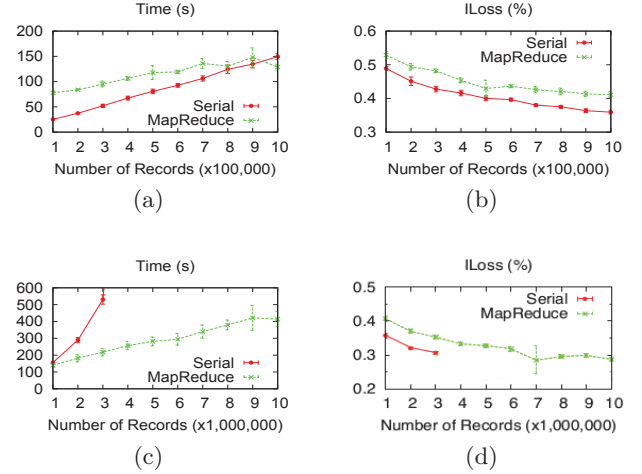 Time (s)
200
150
100
50
0
Serial
MapReduce
1 2 3 4 5 6 7 8 9 10
Number of Records (x100,000)
(a)
ILoss (%)
0.6
0.5
0.4
0.3
Serial
MapReduce
1 2 3 4 5 6 7 8 9 10
Number of Records (x100,000)
(b)
Time (s)
600
500
400
300
200
100
0
Serial
MapReduce
1 2 3 4 5 6 7 8 9 10
Number of Records (x1,000,000)
(c)
ILoss (%)
0.5
0.4
0.3
0.2
Serial
MapReduce
1 2 3 4 5 6 7 8 9 10
Number of Records (x1,000,000)
(d)